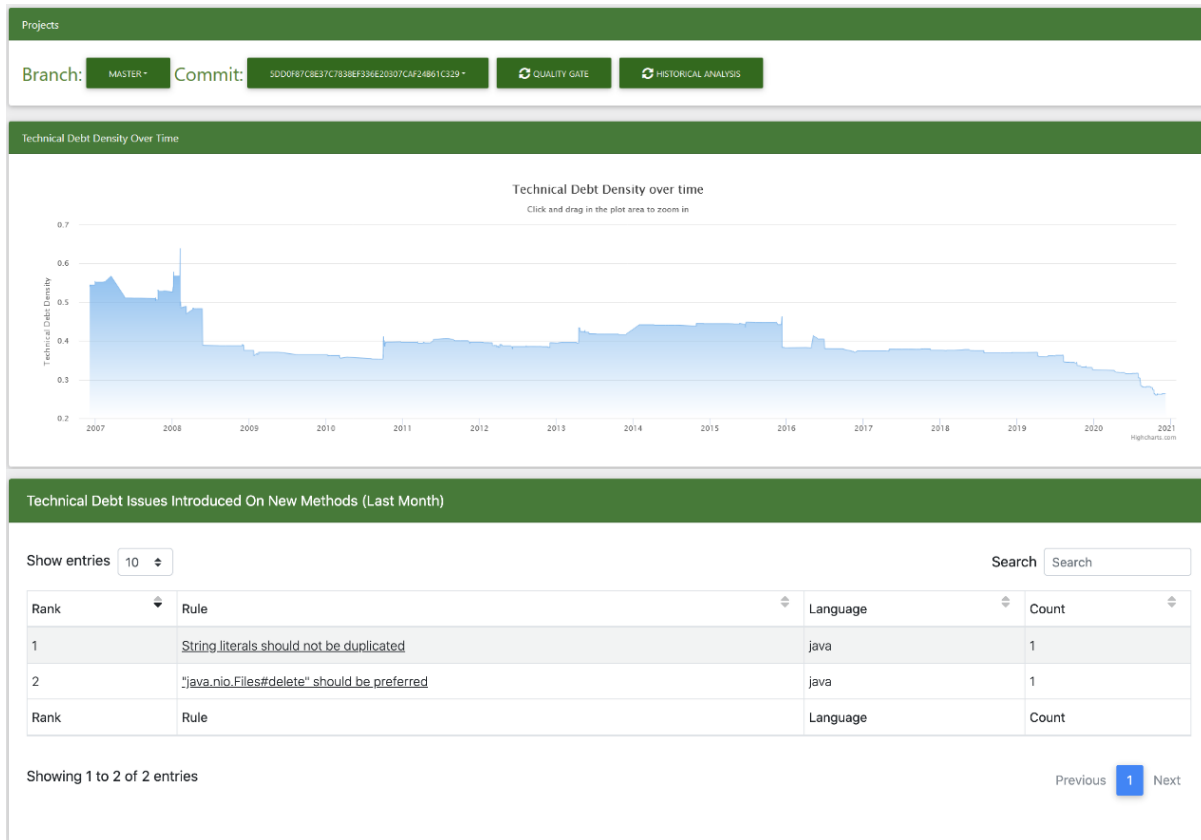 Projects
Branch: MASTER Commit: 5DD0F87C8E37C7838EF336E20307CAF24B61C329 QUALITY GATE HISTORICAL ANALYSIS
Technical Debt Density Over Time
Technical Debt Density over time
Click and drag in the plot area to zoom in
Technical Debt Density
0.7
0.6
0.5
0.4
0.3
0.2
2007 2008 2009 2010 2011 2012 2013 2014 2015 2016 2017 2018 2019 2020 2021
Highcharts.com
Technical Debt Issues Introduced On New Methods (Last Month)
Show entries 10 Search Search
Rank Rule Language Count
1 String literals should not be duplicated java 1
2 "java.nio.Files#delete" should be preferred java 1
Rank Rule Language Count
Showing 1 to 2 of 2 entries Previous 1 Next